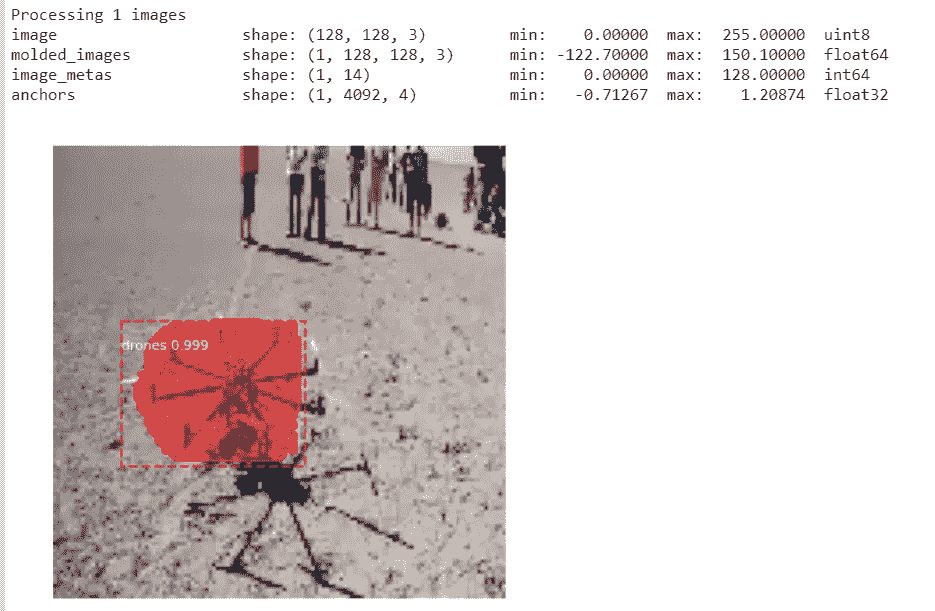 Processing 1 images
image shape: (128, 128, 3) min: 0.00000 max: 255.00000 uint8
molded_images shape: (1, 128, 128, 3) min: -122.70000 max: 150.10000 float64
image_metas shape: (1, 14) min: 0.00000 max: 128.00000 int64
anchors shape: (1, 4092, 4) min: -0.71267 max: 1.20874 float32
drones 0.999